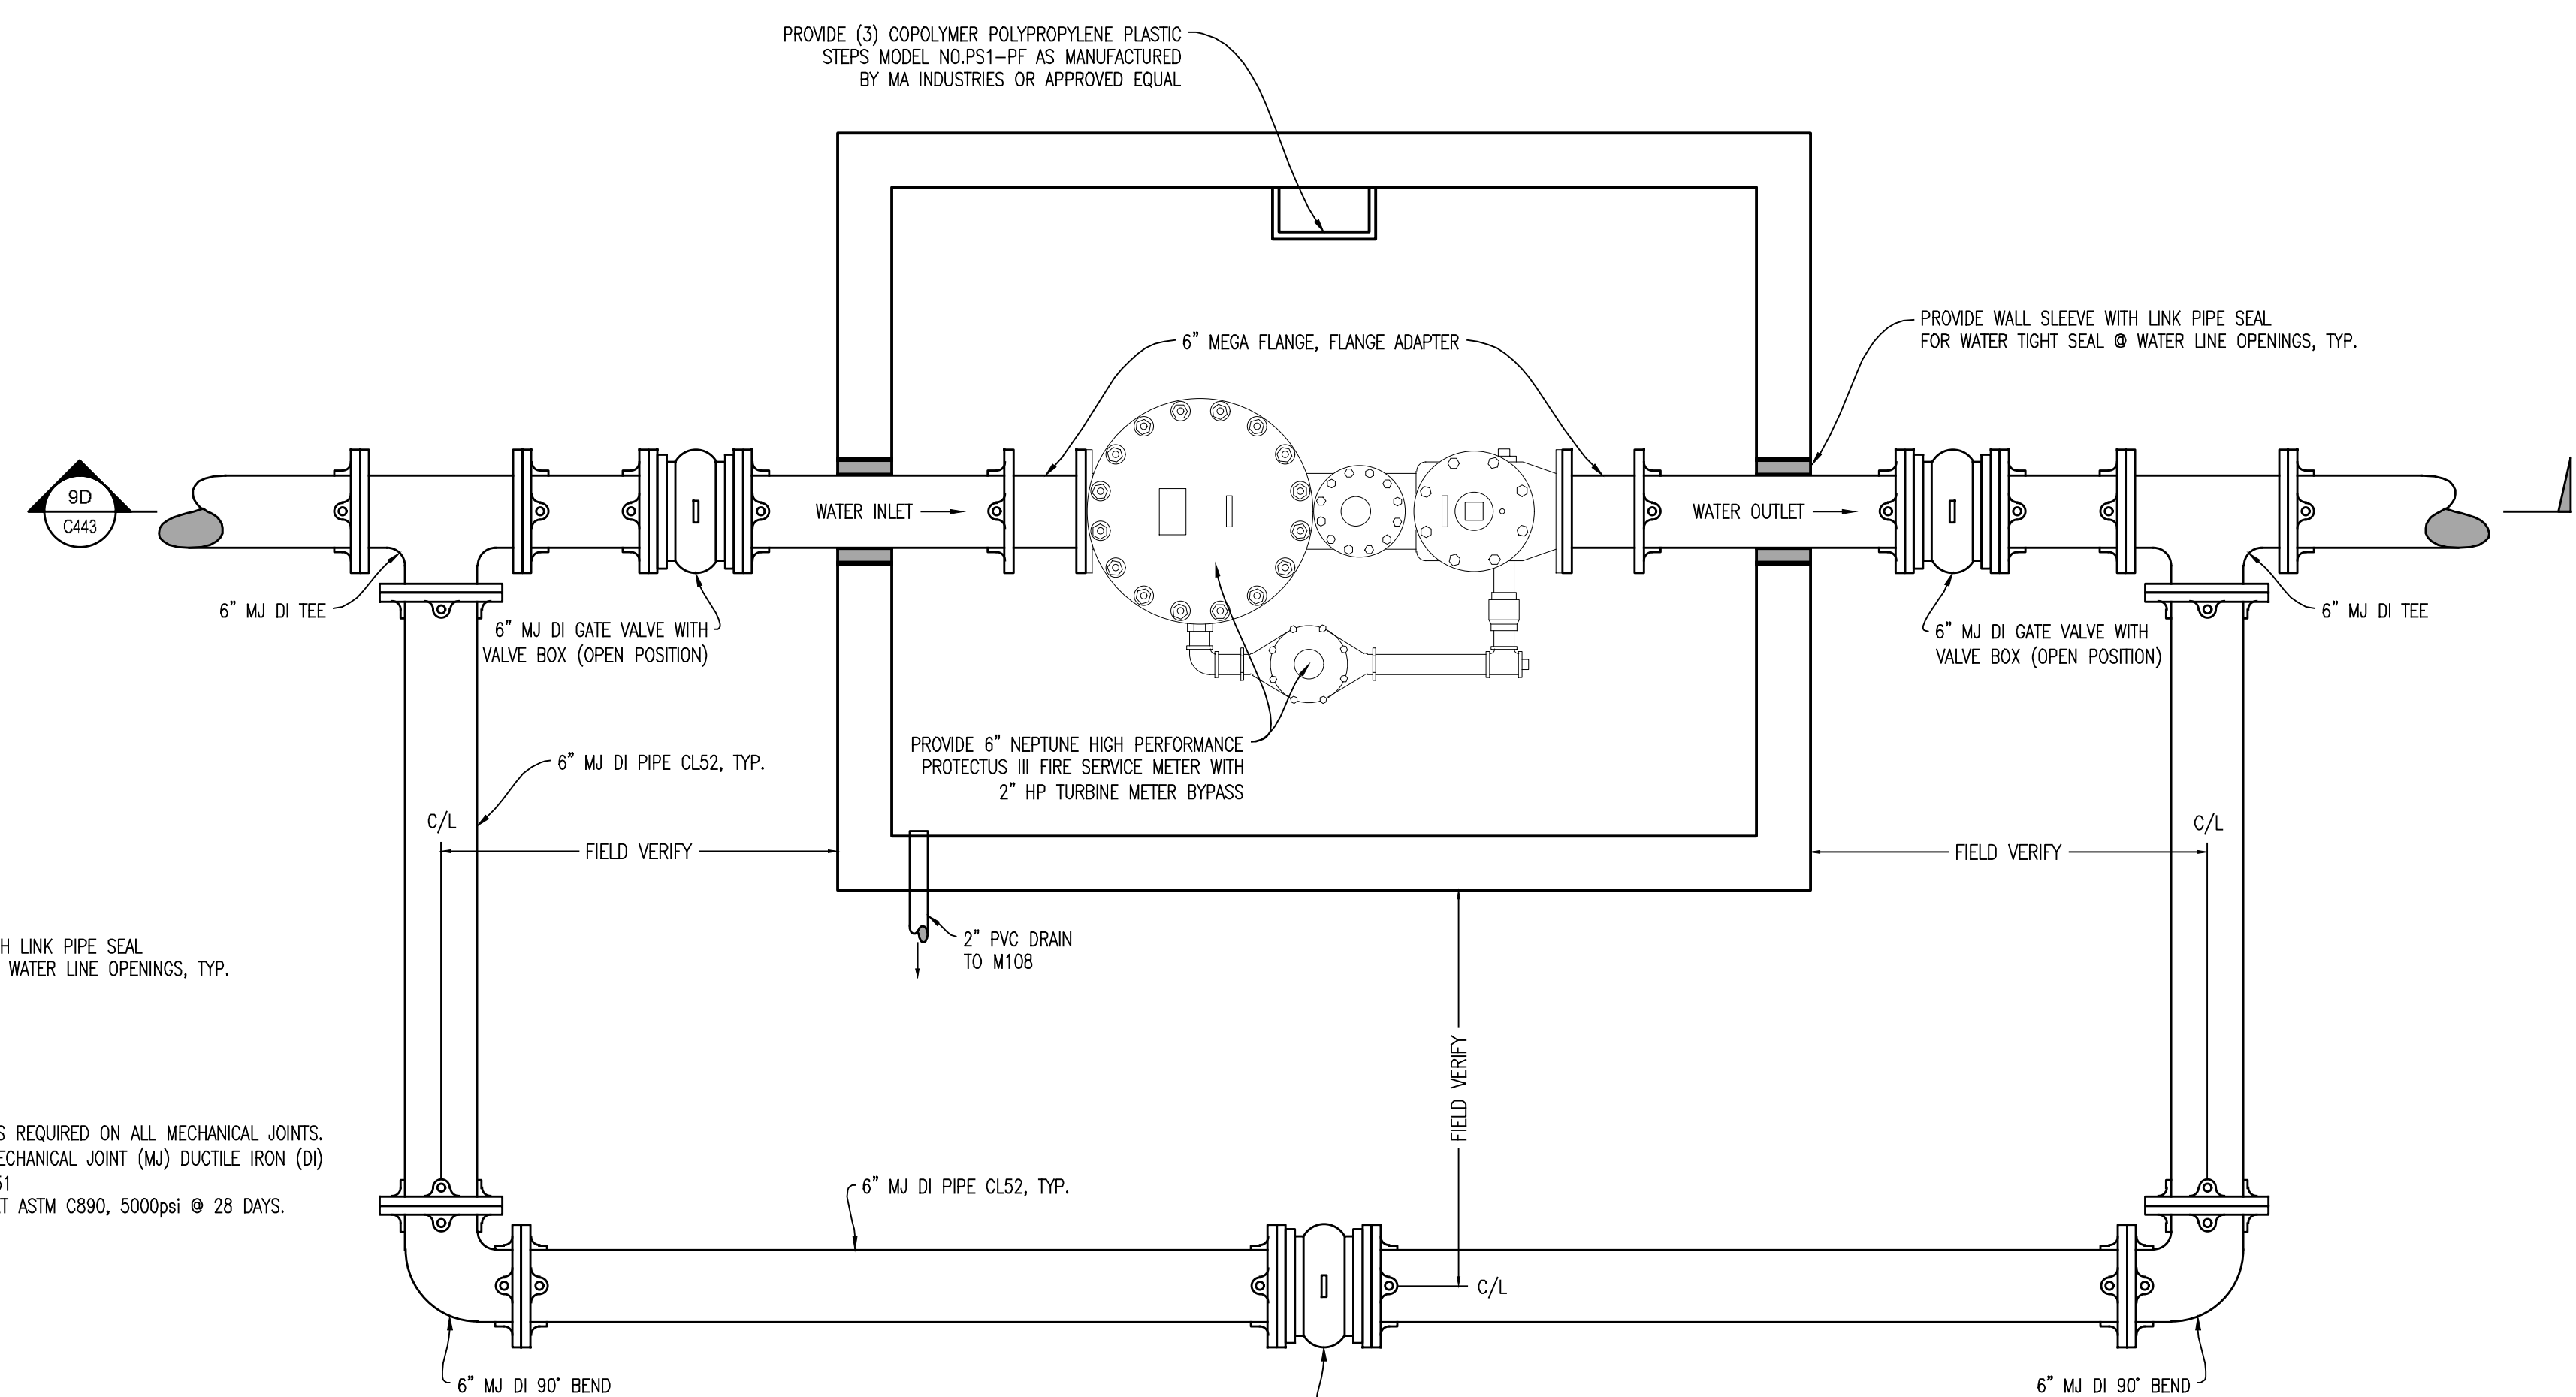 PROVIDE (3) COPOLYMER POLYPROPYLENE PLASTIC
STEPS MODEL NO.PS1-PF AS MANUFACTURED
BY MA INDUSTRIES OR APPROVED EQUAL
PROVIDE WALL SLEEVE WITH LINK PIPE SEAL
FOR WATER TIGHT SEAL @ WATER LINE OPENINGS, TYP.
6" MEGA FLANGE, FLANGE ADAPTER
9D
C443
WATER INLET
WATER OUTLET
6" MJ DI TEE
6" MJ DI GATE VALVE WITH
VALVE BOX (OPEN POSITION)
6" MJ DI GATE VALVE WITH
VALVE BOX (OPEN POSITION)
6" MJ DI TEE
PROVIDE 6" NEPTUNE HIGH PERFORMANCE
PROTECTUS III FIRE SERVICE METER WITH
2" HP TURBINE METER BYPASS
6" MJ DI PIPE CL52, TYP.
C/L
FIELD VERIFY
C/L
FIELD VERIFY
2" PVC DRAIN
TO M108
H LINK PIPE SEAL
WATER LINE OPENINGS, TYP.
FIELD VERIFY
S REQUIRED ON ALL MECHANICAL JOINTS.
ECHANICAL JOINT (MJ) DUCTILE IRON (DI)
51
T ASTM C890, 5000psi @ 28 DAYS.
6" MJ DI PIPE CL52, TYP.
C/L
6" MJ DI 90° BEND
6" MJ DI 90° BEND